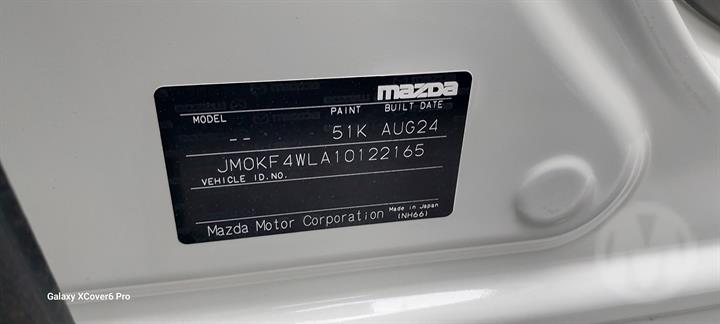 mazda
MODEL PAINT BUILT DATE
-- 51K AUG24
JM0KF4WLA10122165
VEHICLE ID.NO.
Mazda Motor Corporation Made in Japan (NH66)
Galaxy XCover6 Pro